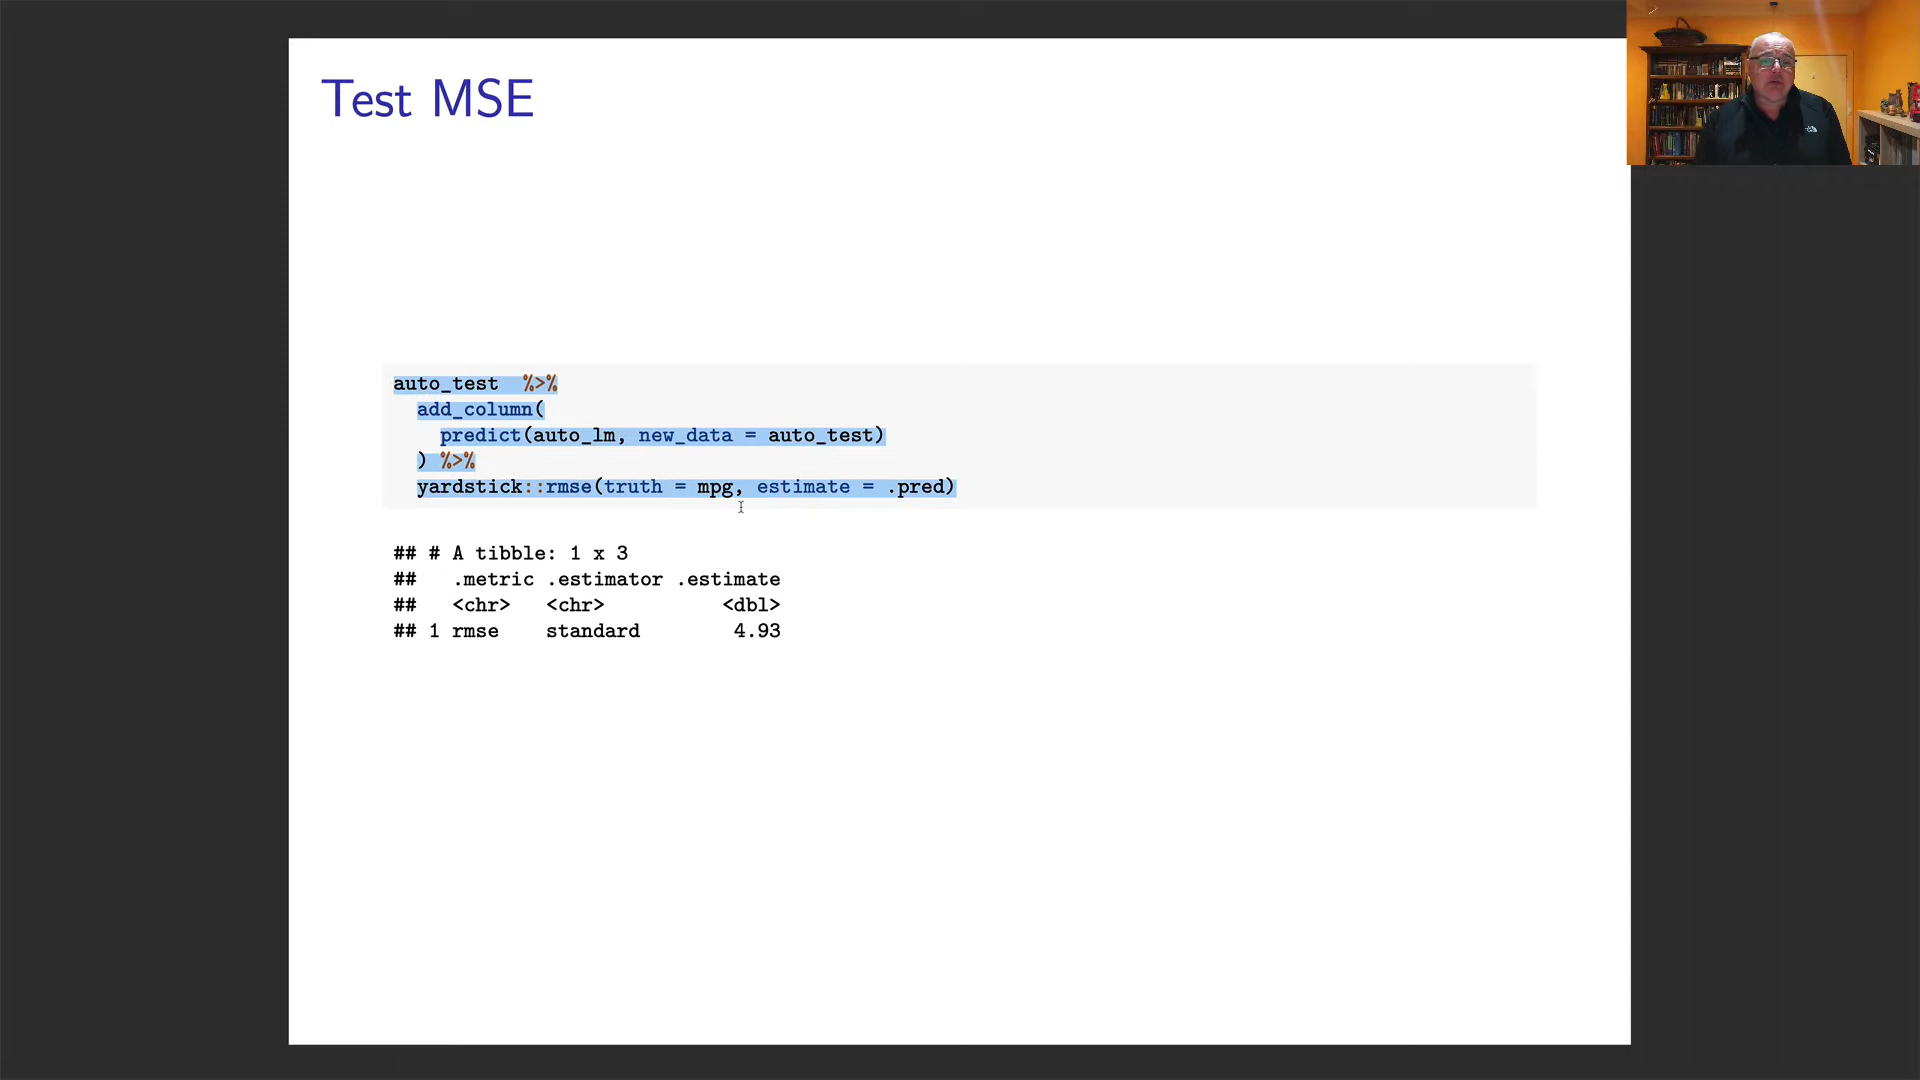 Test MSE
auto_test  %>%
  add_column(
    predict(auto_lm, new_data = auto_test)
  ) %>%
  yardstick::rmse(truth = mpg, estimate = .pred)
## # A tibble: 1 x 3
##   .metric .estimator .estimate
##   <chr>   <chr>          <dbl>
## 1 rmse    standard        4.93